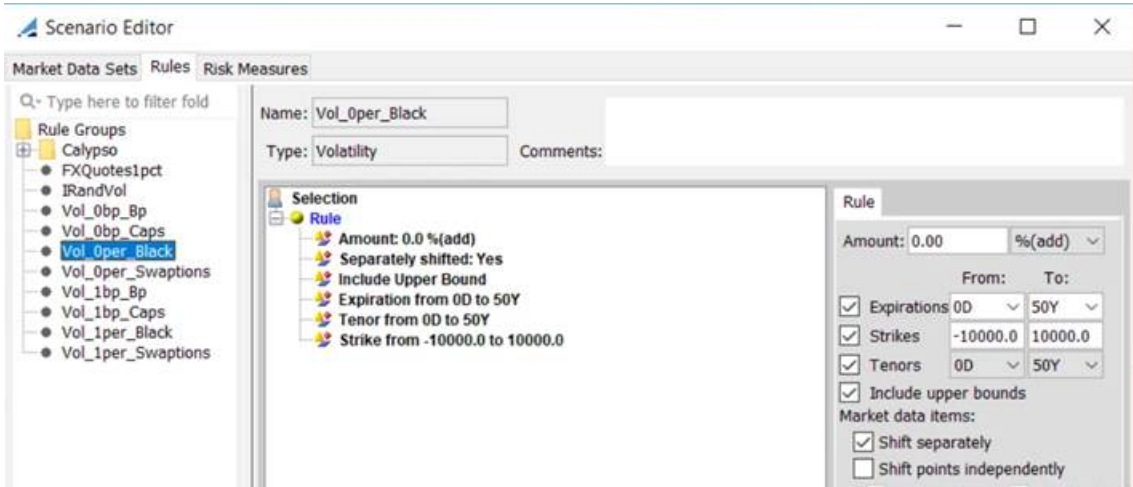 Scenario Editor
Market Data Sets Rules Risk Measures
Type here to filter fold
Rule Groups
Calypso
FXQuotes1pct
IRandVol
Vol_0bp_Bp
Vol_0bp_Caps
Vol_0per_Black
Vol_0per_Swaptions
Vol_1bp_Bp
Vol_1bp_Caps
Vol_1per_Black
Vol_1per_Swaptions
Name: Vol_0per_Black
Type: Volatility Comments:
Selection
Rule
Amount: 0.0 %(add)
Separately shifted: Yes
Include Upper Bound
Expiration from 0D to 50Y
Tenor from 0D to 50Y
Strike from -10000.0 to 10000.0
Rule
Amount: 0.00 %(add)
From: To:
Expirations 0D 50Y
Strikes -10000.0 10000.0
Tenors 0D 50Y
Include upper bounds
Market data items:
Shift separately
Shift points independently